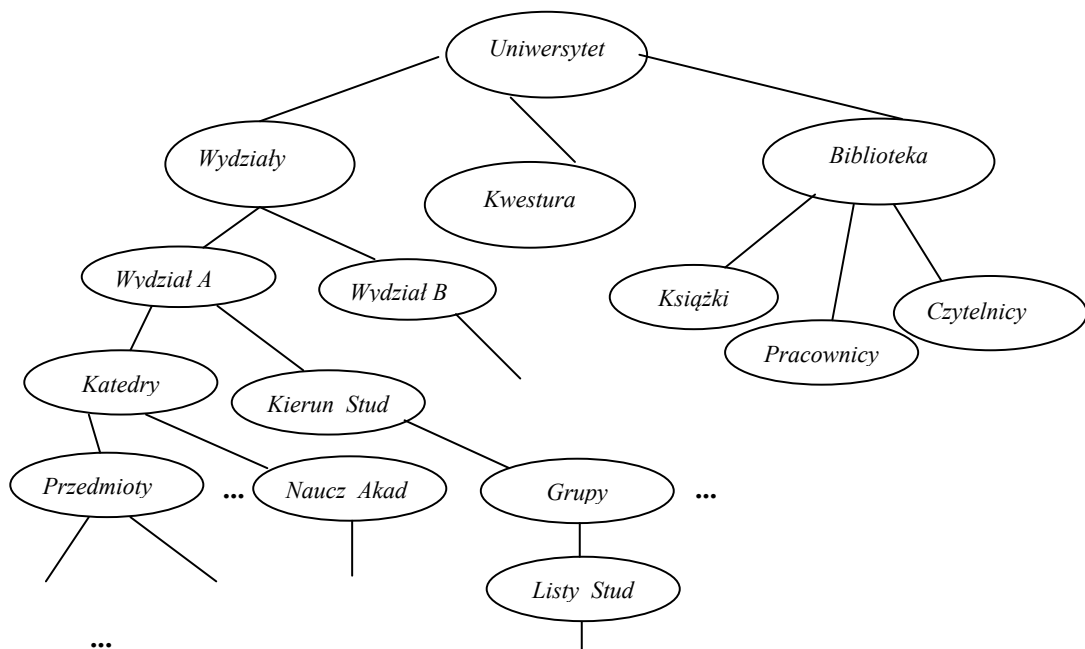 Uniwersytet
Wydziały
Kwestura
Biblioteka
Wydział A
Wydział B
Książki
Czytelnicy
Pracownicy
Katedry
Kierun Stud
Przedmioty
...
Naucz Akad
Grupy
...
Listy Stud
...